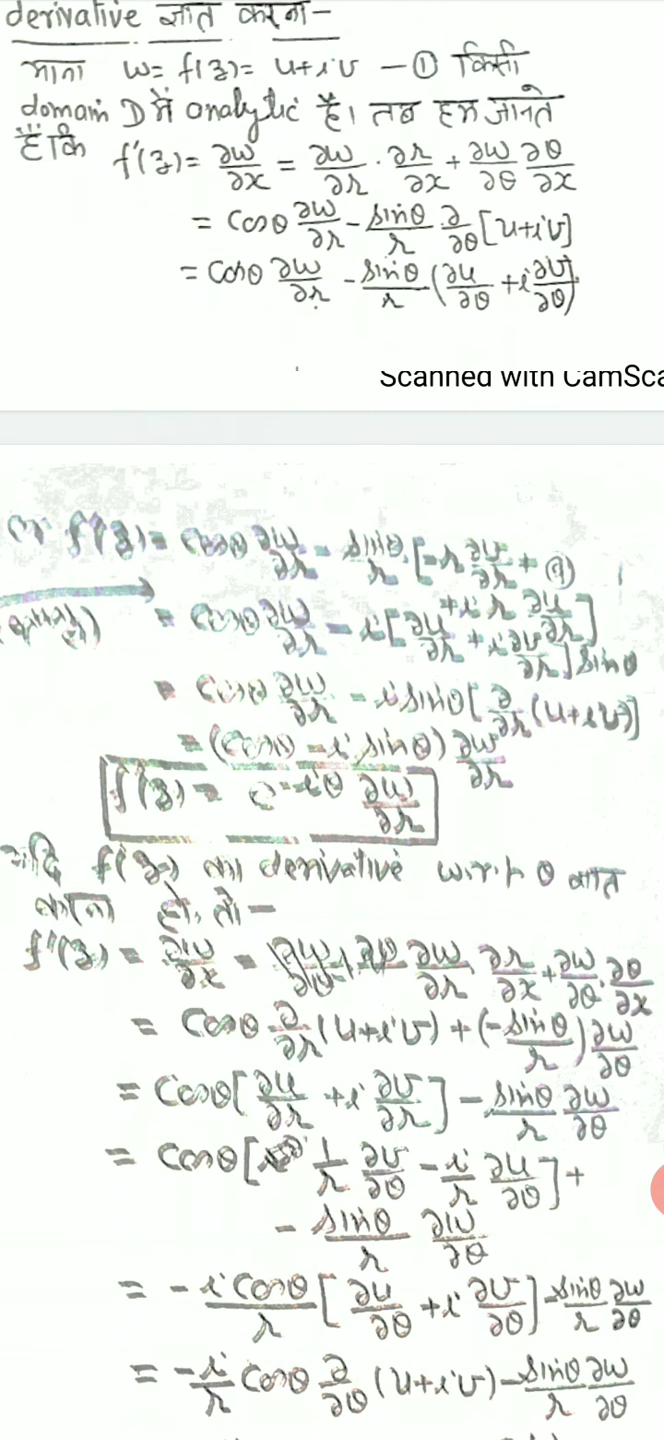 derivative ज्ञात करना-
माना w= f(z)= u+iv —① किसी
domain D में analytic है। तब हम जानते
हैं कि f'(z)= ∂w/∂x = ∂w/∂r · ∂r/∂x + ∂w/∂θ ∂θ/∂x
= Cosθ ∂w/∂r - sinθ/r ∂/∂θ [u+iv]
= Cosθ ∂w/∂r - sinθ/r (∂u/∂θ + i ∂v/∂θ)
Scanned with CamSca
or f'(z)= Cosθ ∂w/∂r - sinθ/r [-r ∂v/∂r +
+ i r ∂u/∂r]
= Cosθ ∂w/∂r - i[∂u/∂r + i ∂v/∂r] sinθ
= Cosθ ∂w/∂r - i sinθ[∂/∂r (u+iv)]
= (Cosθ - i sinθ) ∂w/∂r
f'(z) = e^-iθ ∂w/∂r
यदि f'(z) का derivative w.r.t θ ज्ञात
करना हो, तो-
f'(z) = ∂w/∂x = ∂w/∂r ∂r/∂x + ∂w/∂θ · ∂θ/∂x
= Cosθ ∂/∂r (u+iv) + (-sinθ/r) ∂w/∂θ
= Cosθ[∂u/∂r + i ∂v/∂r] - sinθ/r ∂w/∂θ
= Cosθ[1/r ∂v/∂θ - i/r ∂u/∂θ] +
- sinθ/r ∂w/∂θ
= - i Cosθ/r [∂u/∂θ + i ∂v/∂θ] - sinθ/r ∂w/∂θ
= -i/r Cosθ ∂/∂θ (u+iv) - sinθ/r ∂w/∂θ